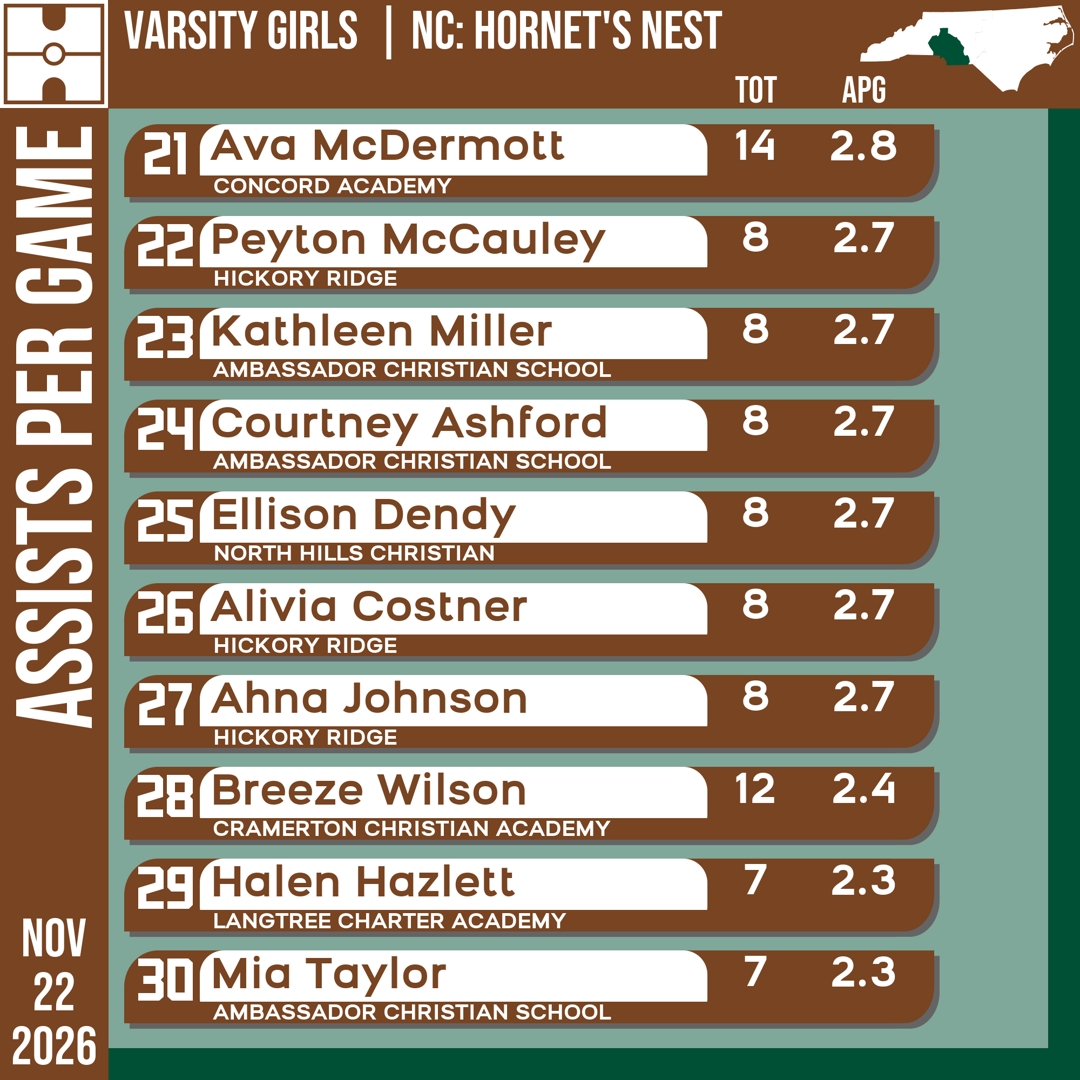 VARSITY GIRLS | NC: HORNET'S NEST
TOT APG
ASSISTS PER GAME
21 Ava McDermott 14 2.8
CONCORD ACADEMY
22 Peyton McCauley 8 2.7
HICKORY RIDGE
23 Kathleen Miller 8 2.7
AMBASSADOR CHRISTIAN SCHOOL
24 Courtney Ashford 8 2.7
AMBASSADOR CHRISTIAN SCHOOL
25 Ellison Dendy 8 2.7
NORTH HILLS CHRISTIAN
26 Alivia Costner 8 2.7
HICKORY RIDGE
27 Ahna Johnson 8 2.7
HICKORY RIDGE
28 Breeze Wilson 12 2.4
CRAMERTON CHRISTIAN ACADEMY
29 Halen Hazlett 7 2.3
LANGTREE CHARTER ACADEMY
30 Mia Taylor 7 2.3
AMBASSADOR CHRISTIAN SCHOOL
NOV
22
2026